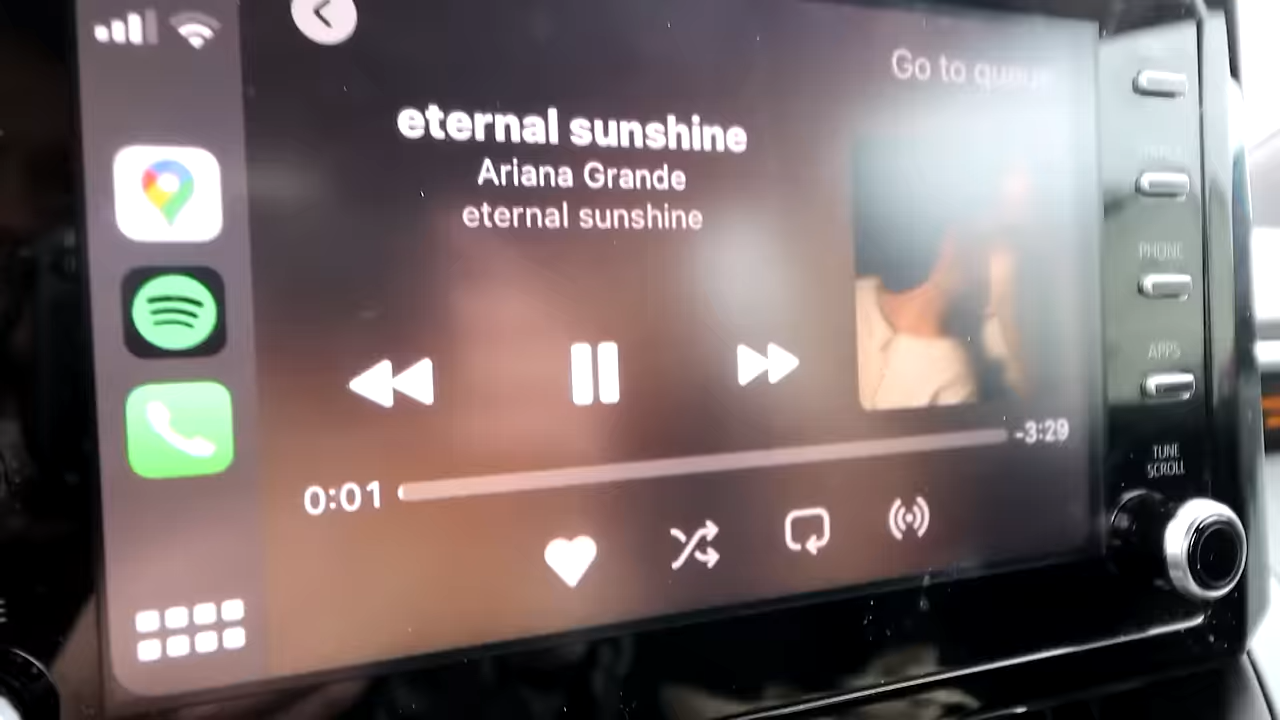 Go to queue
eternal sunshine
Ariana Grande
eternal sunshine
0:01
-3:29
PHONE
APPS
TUNE
SCROLL